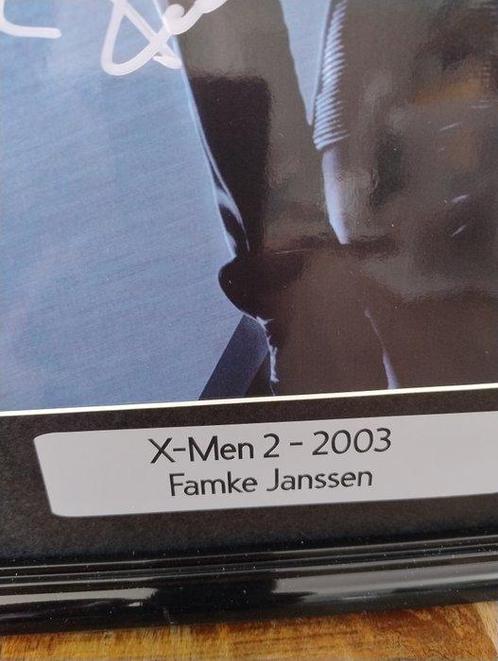 X-Men 2 - 2003
Famke Janssen